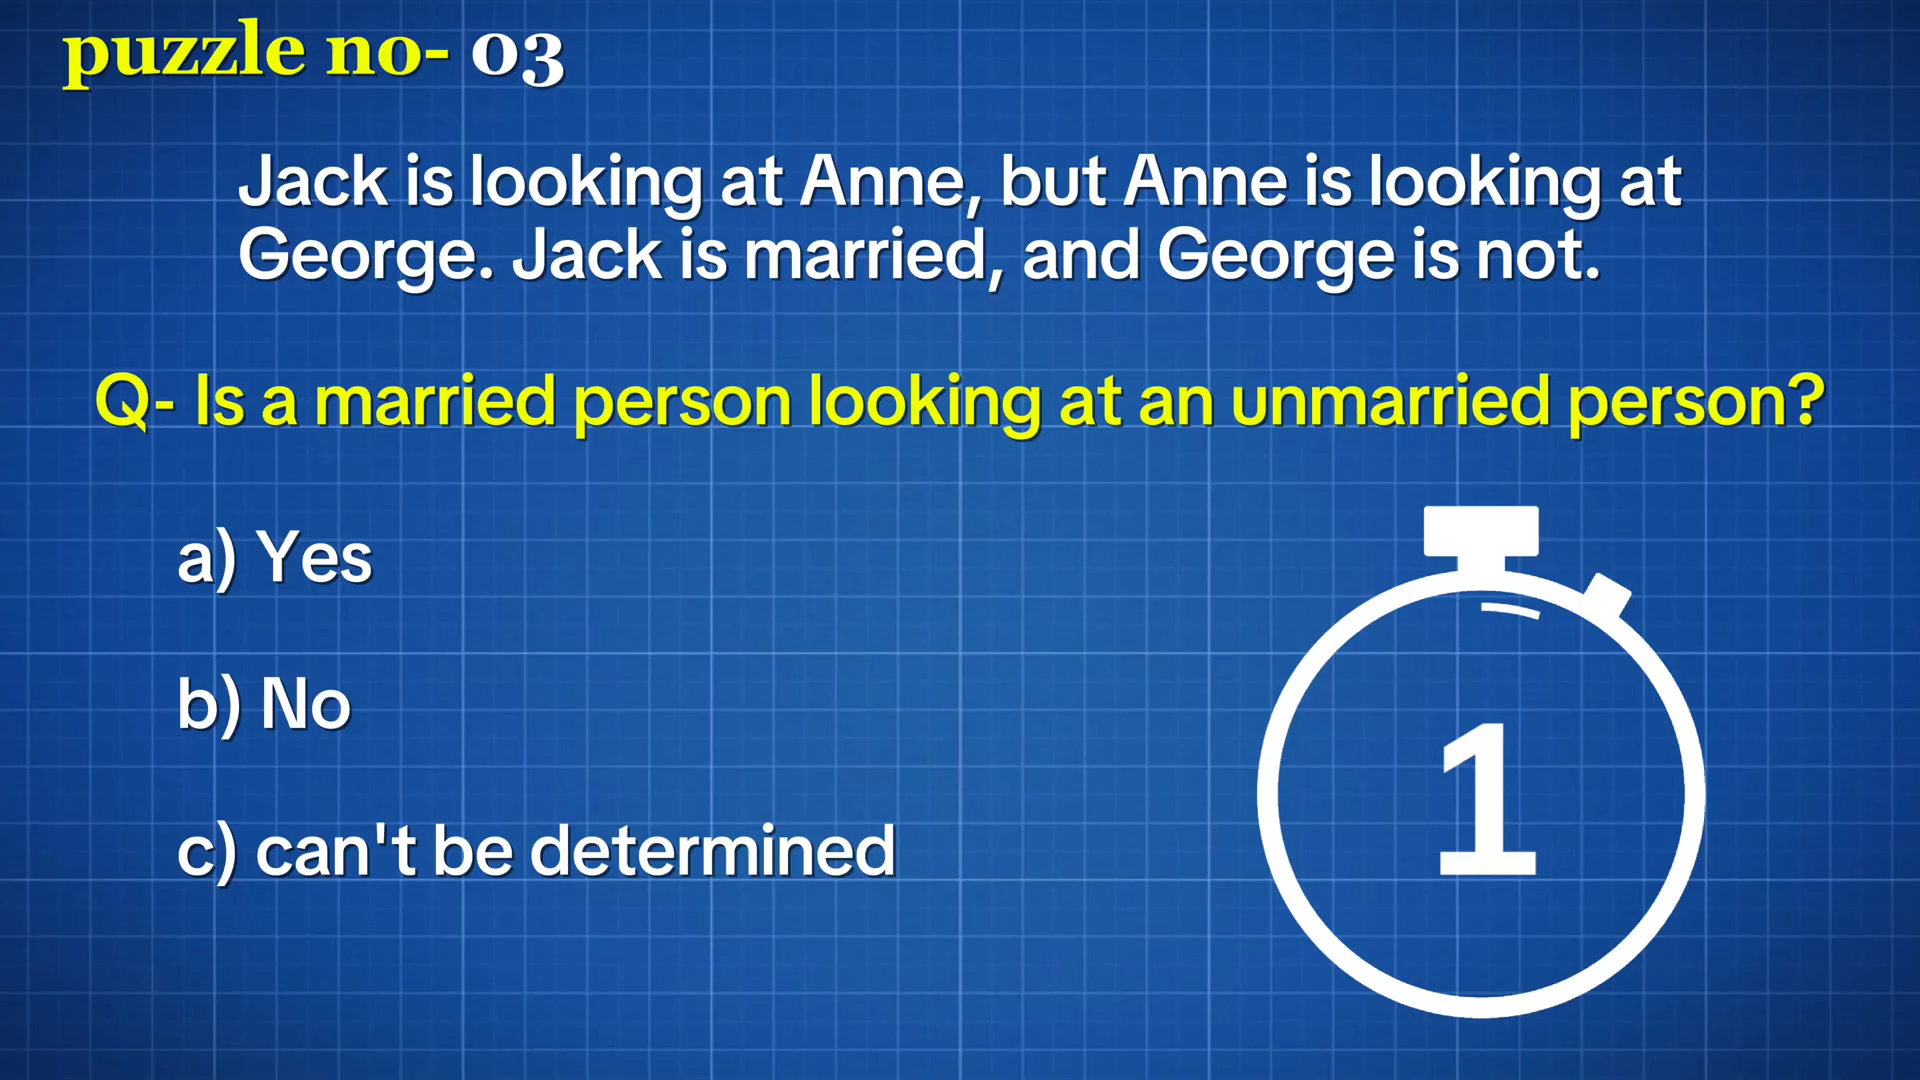 puzzle no- 03
Jack is looking at Anne, but Anne is looking at
George. Jack is married, and George is not.
Q- Is a married person looking at an unmarried person?
a) Yes
b) No
c) can't be determined
1